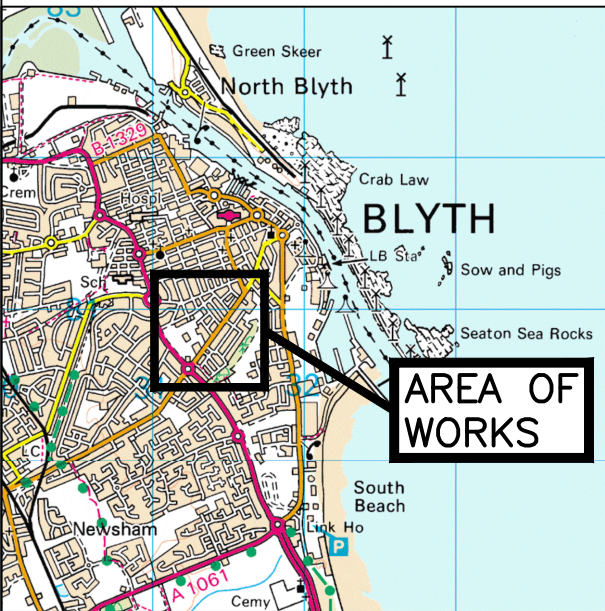 Green Skeer
North Blyth
B 1329
Crem
Hospl
Crab Law
BLYTH
LB Sta
Sow and Pigs
Sch
Seaton Sea Rocks
32
AREA OF
WORKS
LC
South
Beach
Newsham
Link Ho
P
A 1061
Cemy